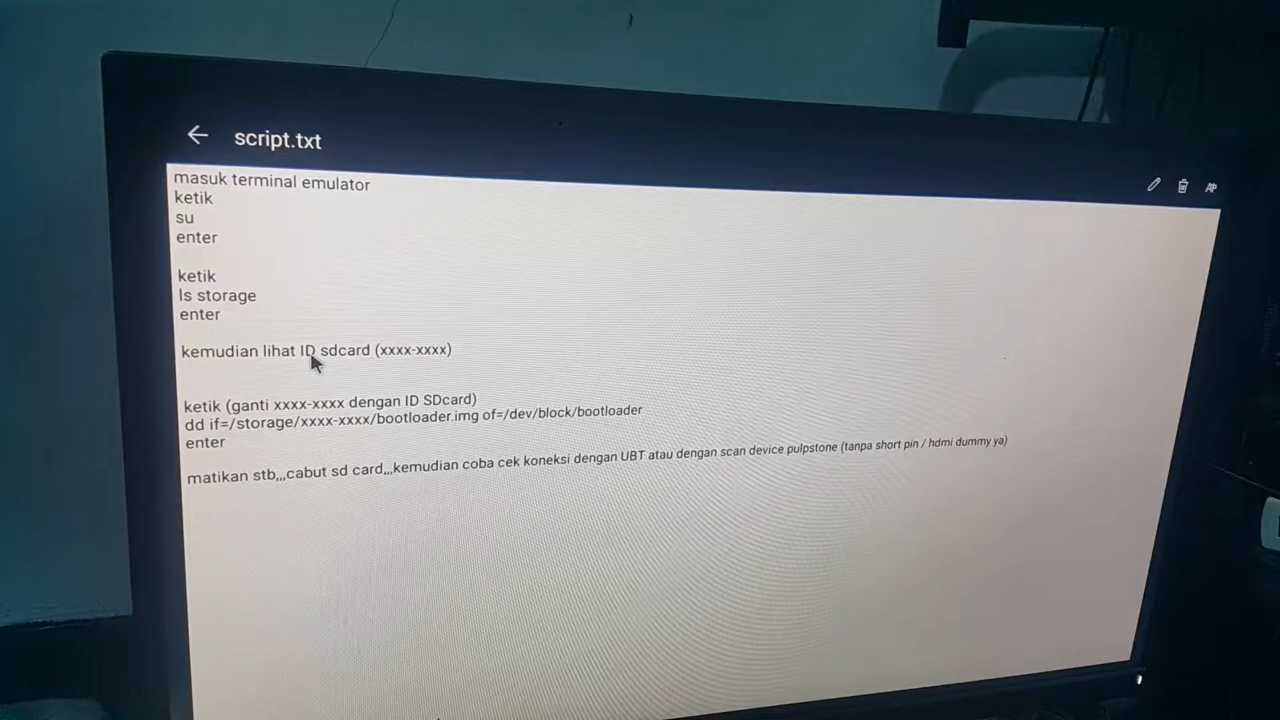 script.txt
masuk terminal emulator
ketik
su
enter
ketik
ls storage
enter
kemudian lihat ID sdcard (xxxx-xxxx)
ketik (ganti xxxx-xxxx dengan ID SDcard)
dd if=/storage/xxxx-xxxx/bootloader.img of=/dev/block/bootloader
enter
matikan stb,,,cabut sd card,,,kemudian coba cek koneksi dengan UBT atau dengan scan device pulpstone (tanpa short pin / hdmi dummy ya)